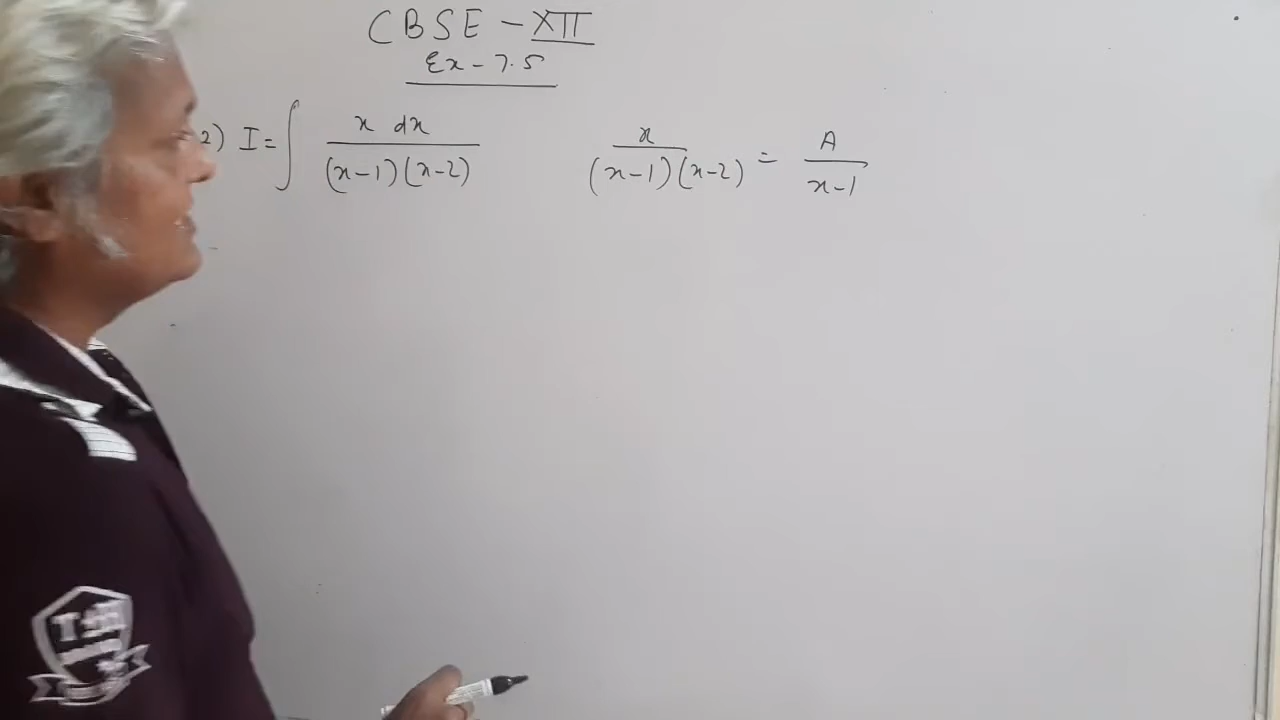 CBSE - XII
Ex - 7.5
2) I = ∫ x dx / (x-1)(x-2)
x / (x-1)(x-2) = A / x-1